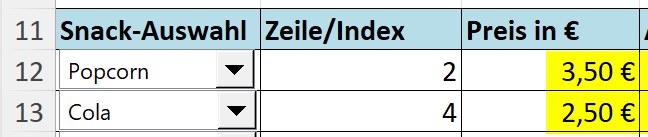 11 Snack-Auswahl Zeile/Index Preis in €
12 Popcorn 2 3,50 €
13 Cola 4 2,50 €